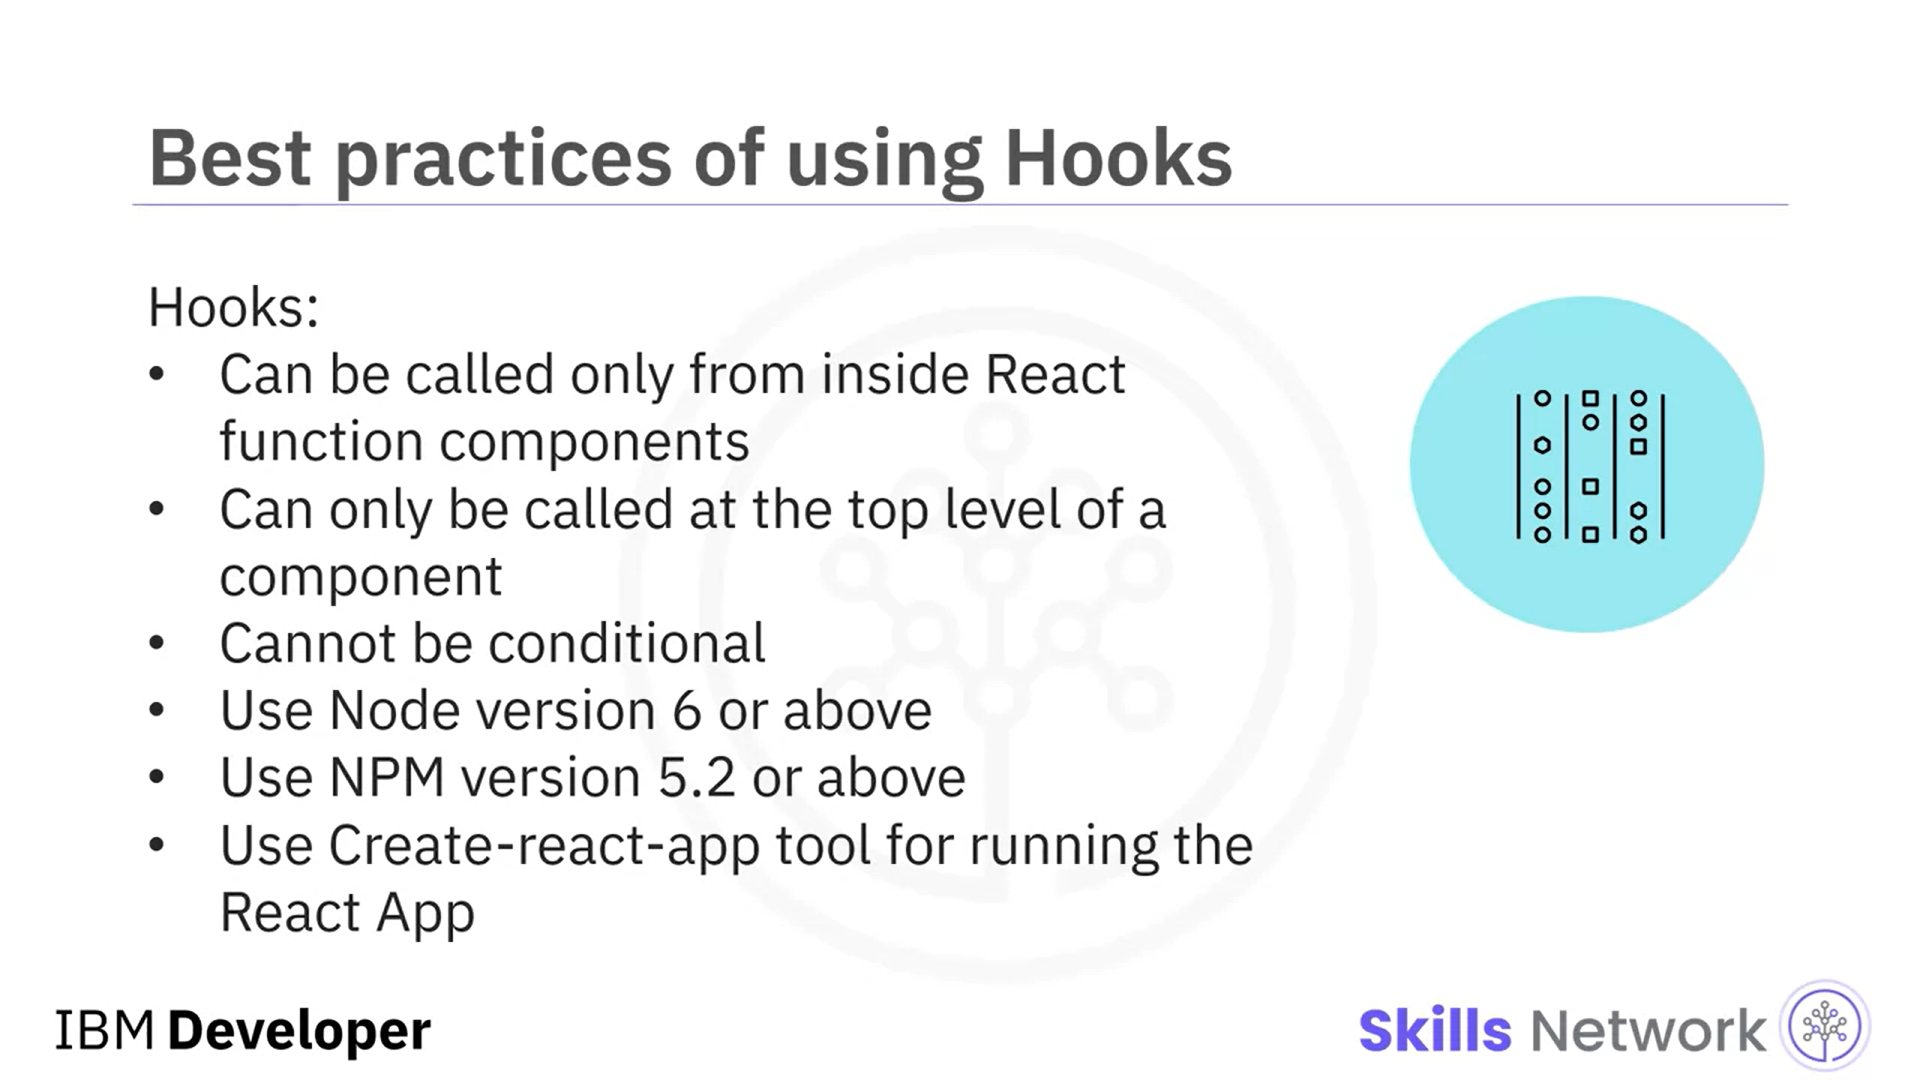 Best practices of using Hooks
Hooks:
• Can be called only from inside React
function components
• Can only be called at the top level of a
component
• Cannot be conditional
• Use Node version 6 or above
• Use NPM version 5.2 or above
• Use Create-react-app tool for running the
React App
IBM Developer
Skills Network